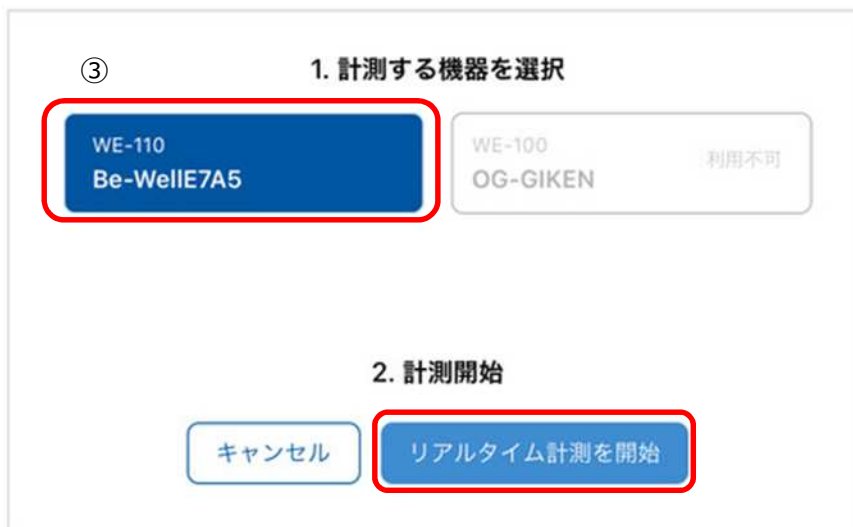 ③
1. 計測する機器を選択
WE-110
Be-WellE7A5
WE-100
OG-GIKEN
利用不可
2. 計測開始
キャンセル
リアルタイム計測を開始